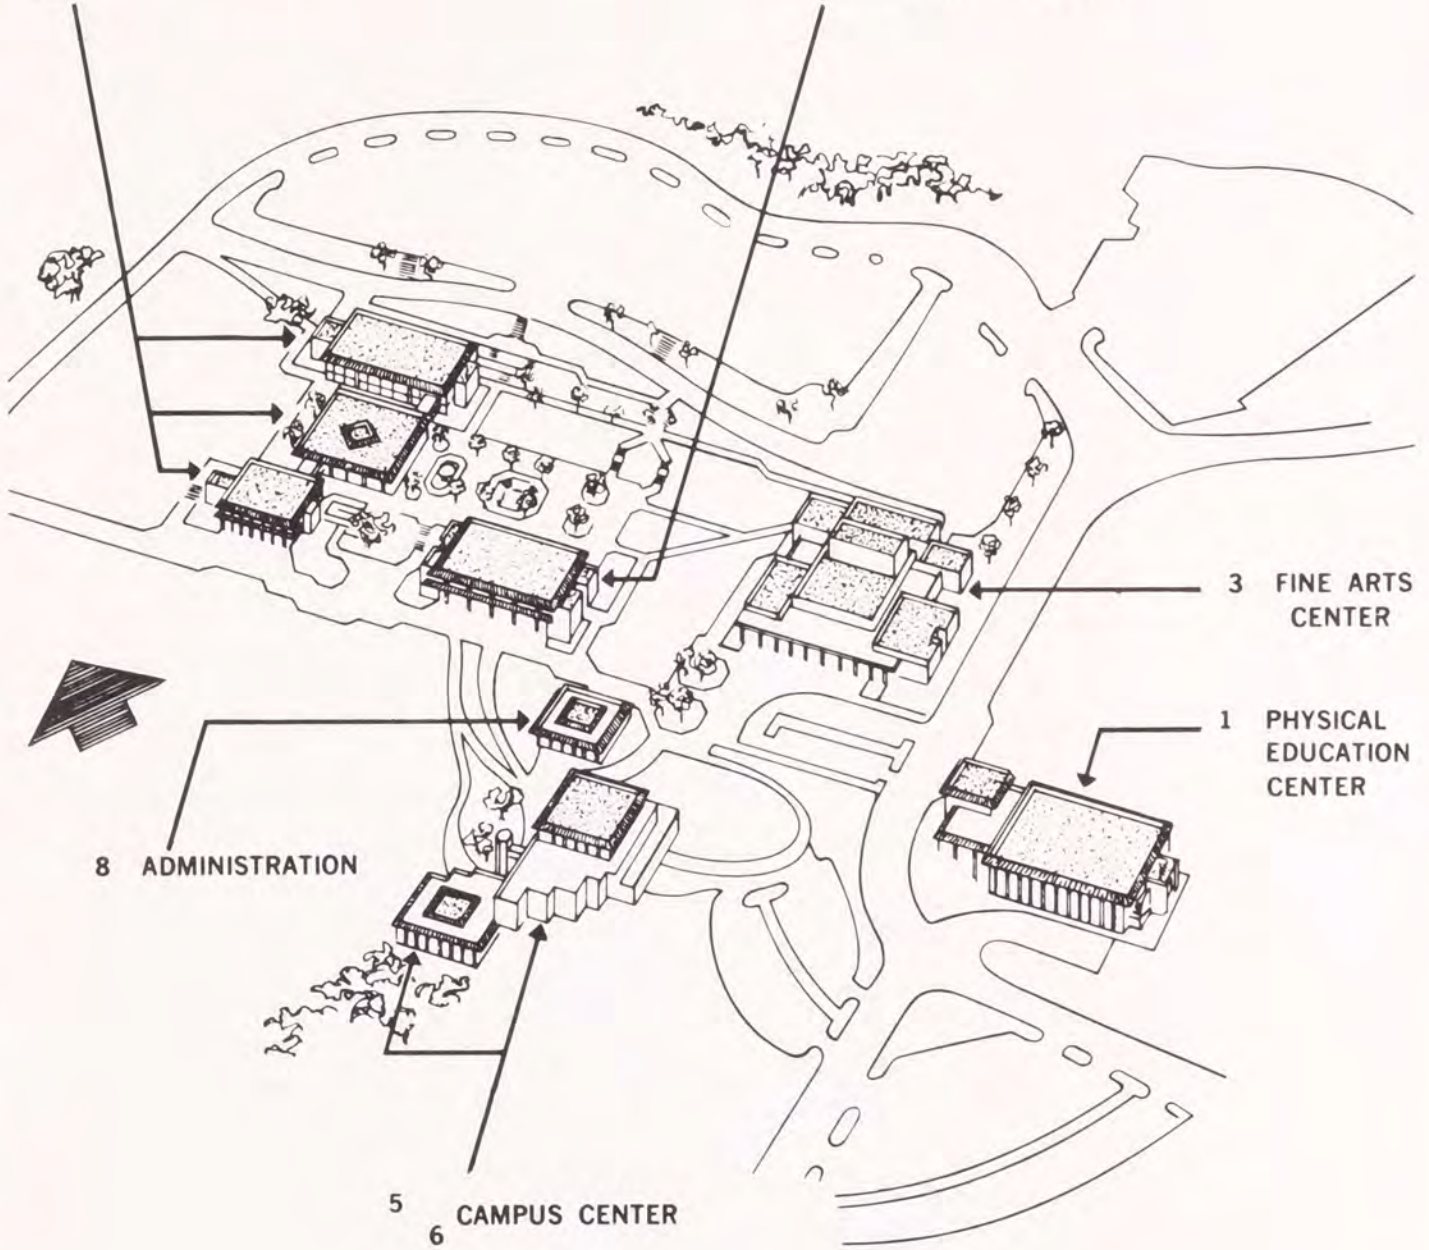 3 FINE ARTS
CENTER
1 PHYSICAL
EDUCATION
CENTER
8 ADMINISTRATION
5
CAMPUS CENTER
6